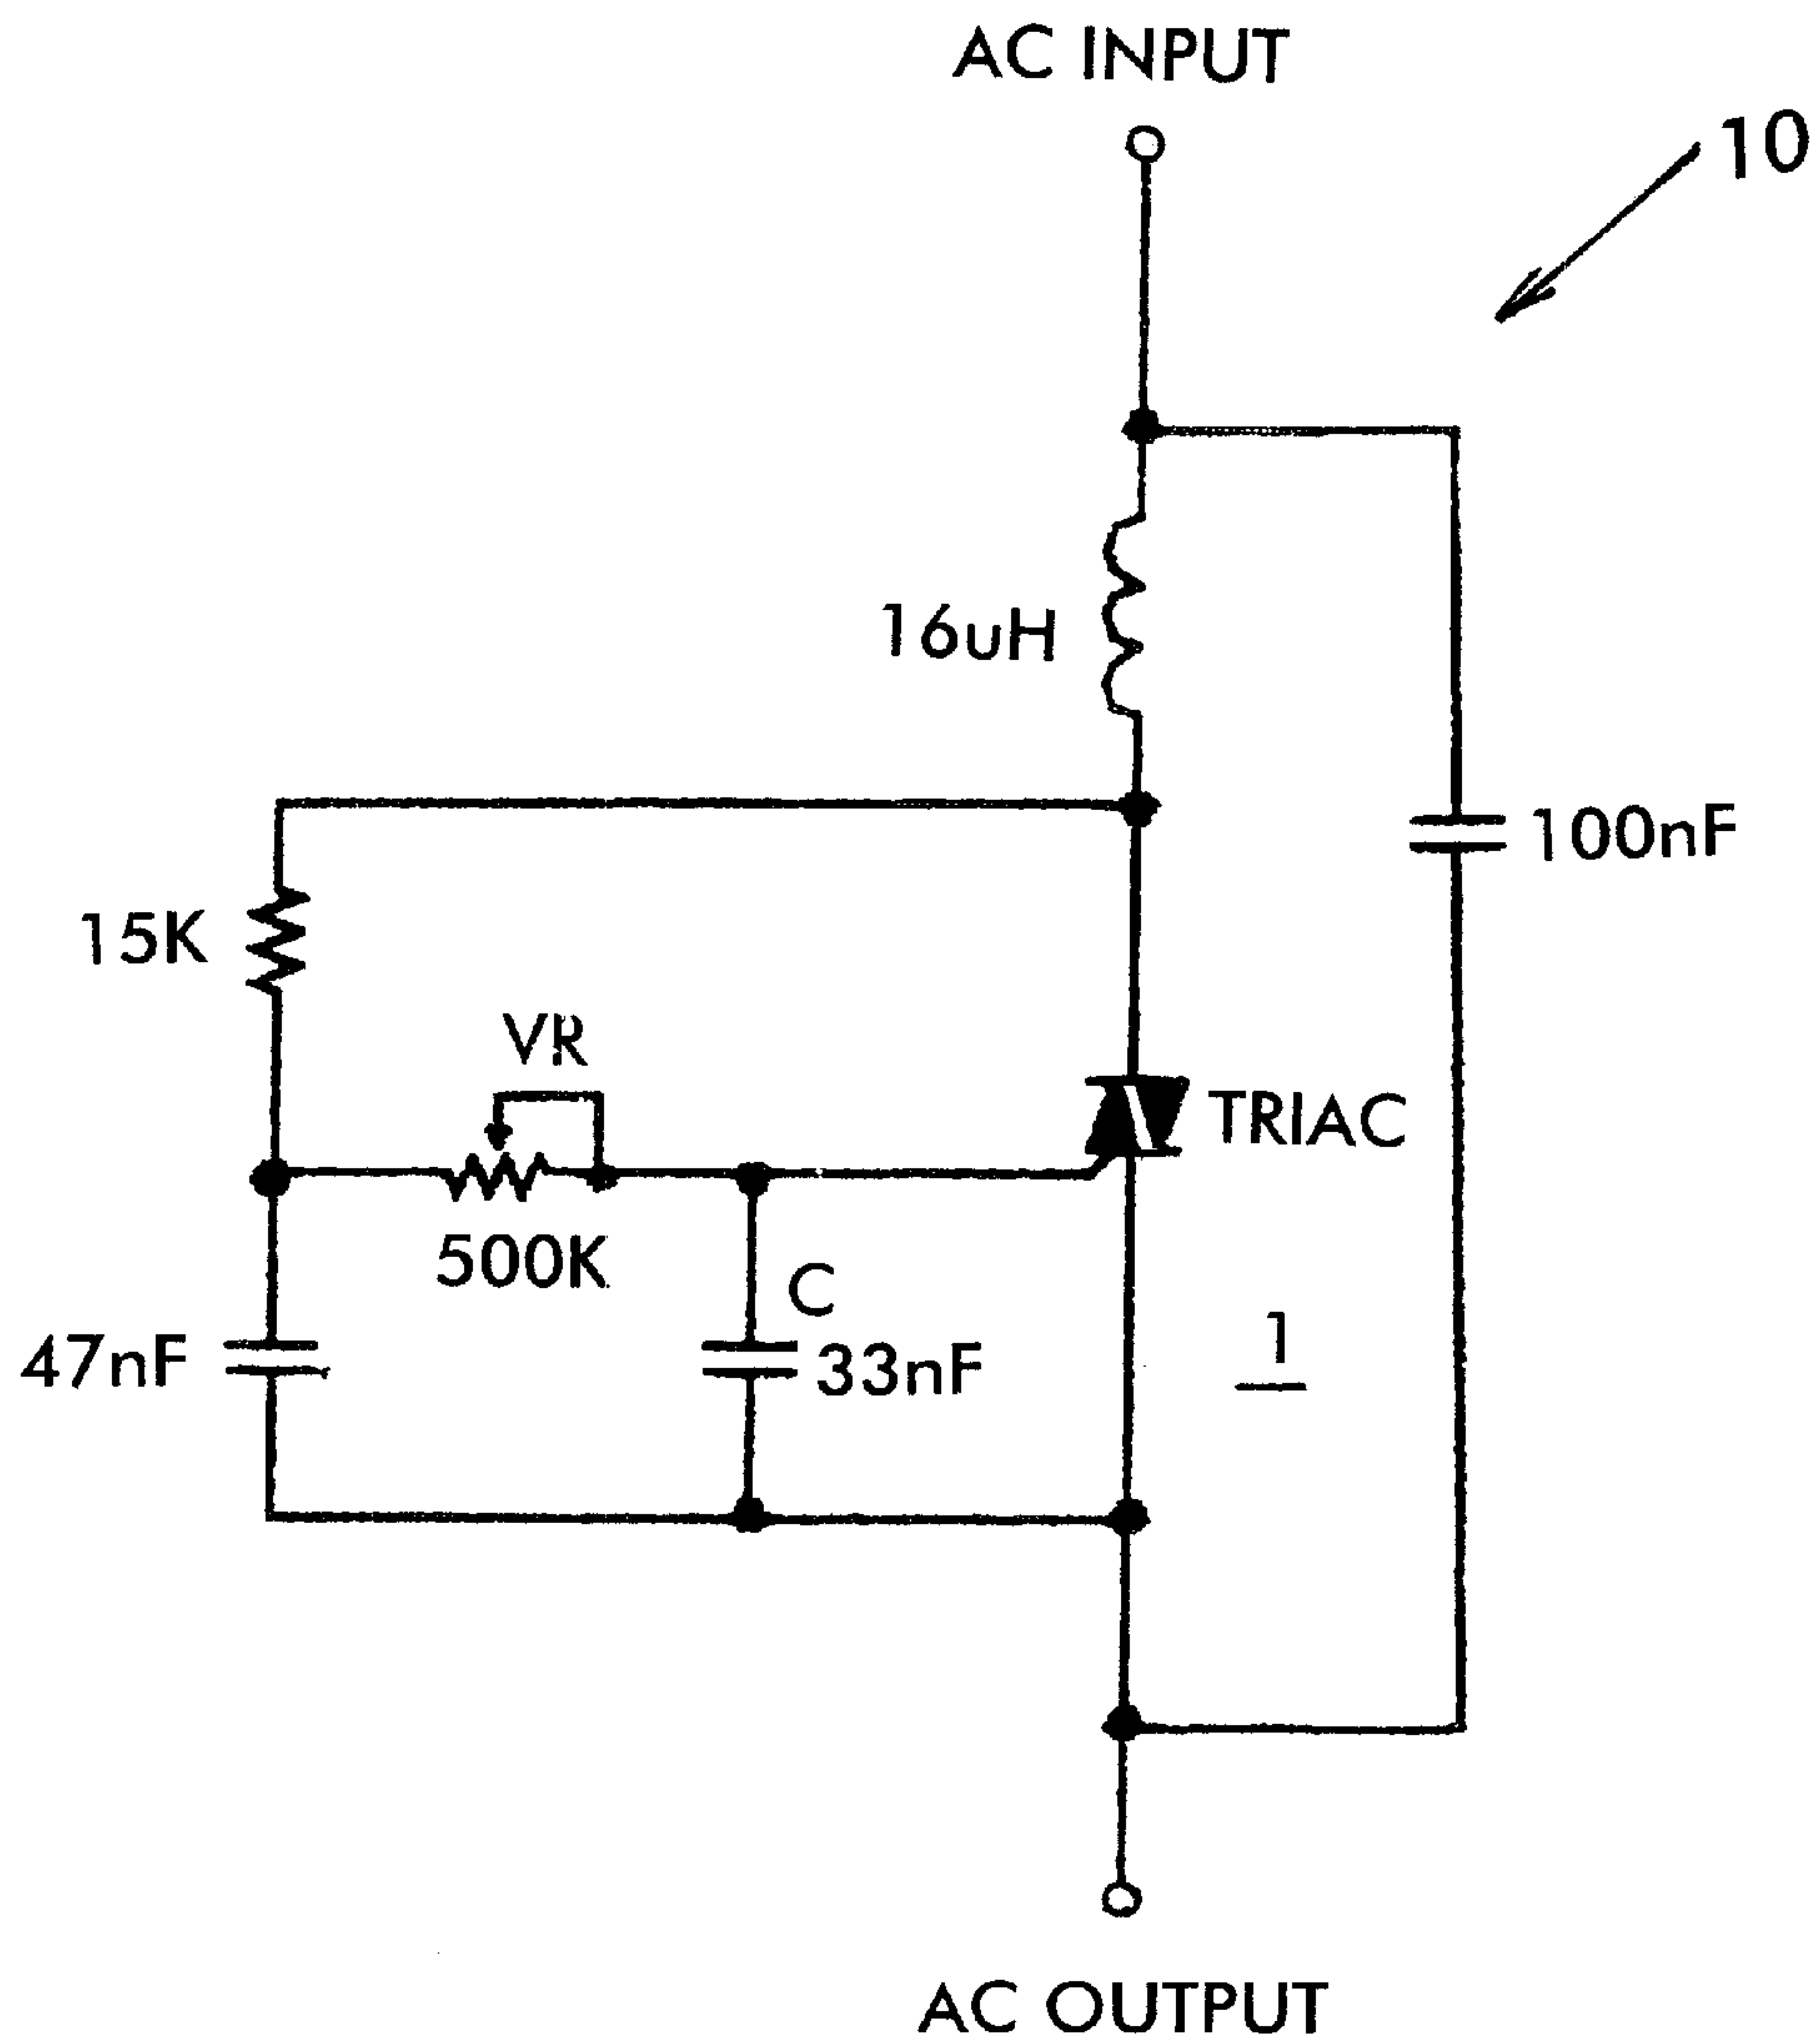 AC INPUT
10
16uH
100nF
15K
VR
TRIAC
500K
C
33nF
47nF
1
AC OUTPUT